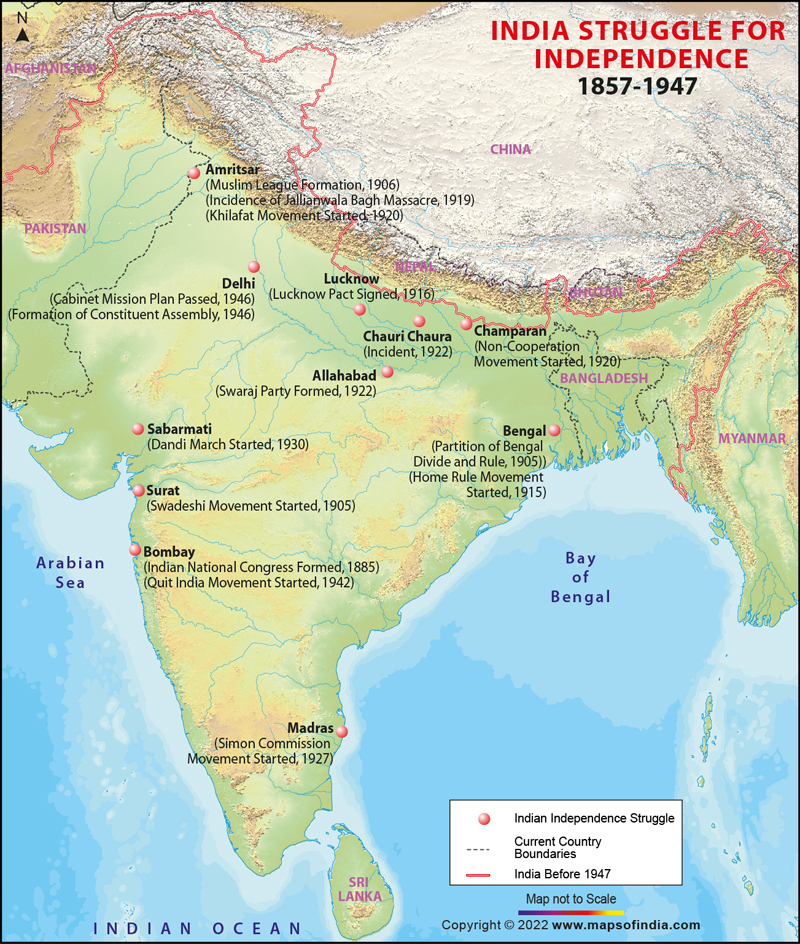 N
INDIA STRUGGLE FOR
INDEPENDENCE
1857-1947
AFGHANISTAN
CHINA
Amritsar
(Muslim League Formation, 1906)
(Incidence of Jallianwala Bagh Massacre, 1919)
(Khilafat Movement Started, 1920)
PAKISTAN
NEPAL
BHUTAN
Delhi
(Cabinet Mission Plan Passed, 1946)
(Formation of Constituent Assembly, 1946)
Lucknow
(Lucknow Pact Signed, 1916)
Chauri Chaura
(Incident, 1922)
Champaran
(Non-Cooperation
Movement Started, 1920)
BANGLADESH
Allahabad
(Swaraj Party Formed, 1922)
MYANMAR
Sabarmati
(Dandi March Started, 1930)
Bengal
(Partition of Bengal
Divide and Rule, 1905))
(Home Rule Movement
Started, 1915)
Surat
(Swadeshi Movement Started, 1905)
Bombay
(Indian National Congress Formed, 1885)
(Quit India Movement Started, 1942)
Arabian
Sea
Bay
of
Bengal
Madras
(Simon Commission
Movement Started, 1927)
Indian Independence Struggle
Current Country
Boundaries
India Before 1947
SRI
LANKA
Map not to Scale
INDIAN OCEAN
Copyright © 2022 www.mapsofindia.com